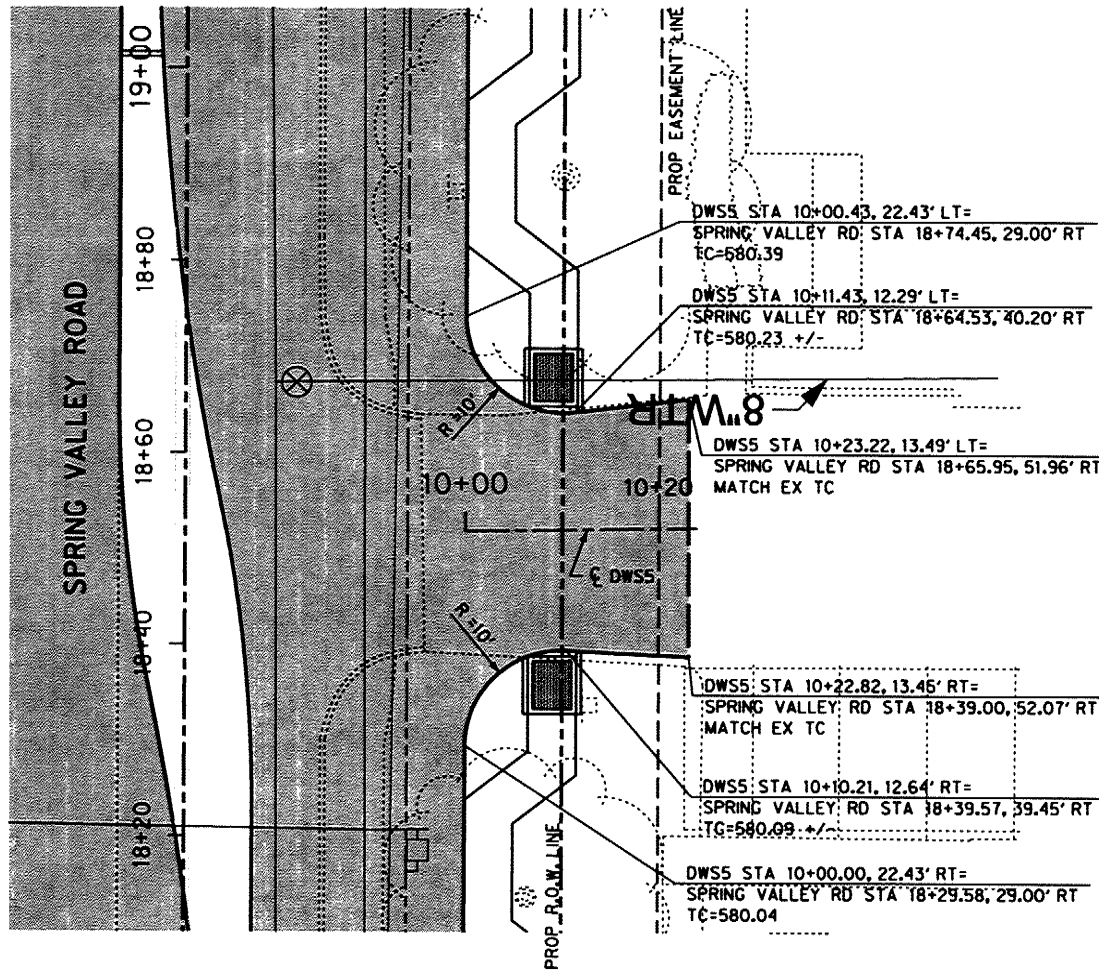 SPRING VALLEY ROAD
19+00
18+80
18+60
18+40
18+20
PROP EASEMENT LINE
DWS5 STA 10+00.43, 22.43' LT=
SPRING VALLEY RD STA 18+74.45, 29.00' RT
TC=580.39
DWS5 STA 10+11.43, 12.29' LT=
SPRING VALLEY RD STA 18+64.53, 40.20' RT
TC=580.23 +/-
8"WTR
R =10'
DWS5 STA 10+23.22, 13.49' LT=
SPRING VALLEY RD STA 18+65.95, 51.96' RT
MATCH EX TC
10+00
10+20
℄ DWS5
R =10'
DWS5 STA 10+22.82, 13.46' RT=
SPRING VALLEY RD STA 18+39.00, 52.07' RT
MATCH EX TC
DWS5 STA 10+10.21, 12.64' RT=
SPRING VALLEY RD STA 18+39.57, 39.45' RT
TC=580.09 +/-
DWS5 STA 10+00.00, 22.43' RT=
SPRING VALLEY RD STA 18+29.58, 29.00' RT
TC=580.04
PROP R.O.W. LINE